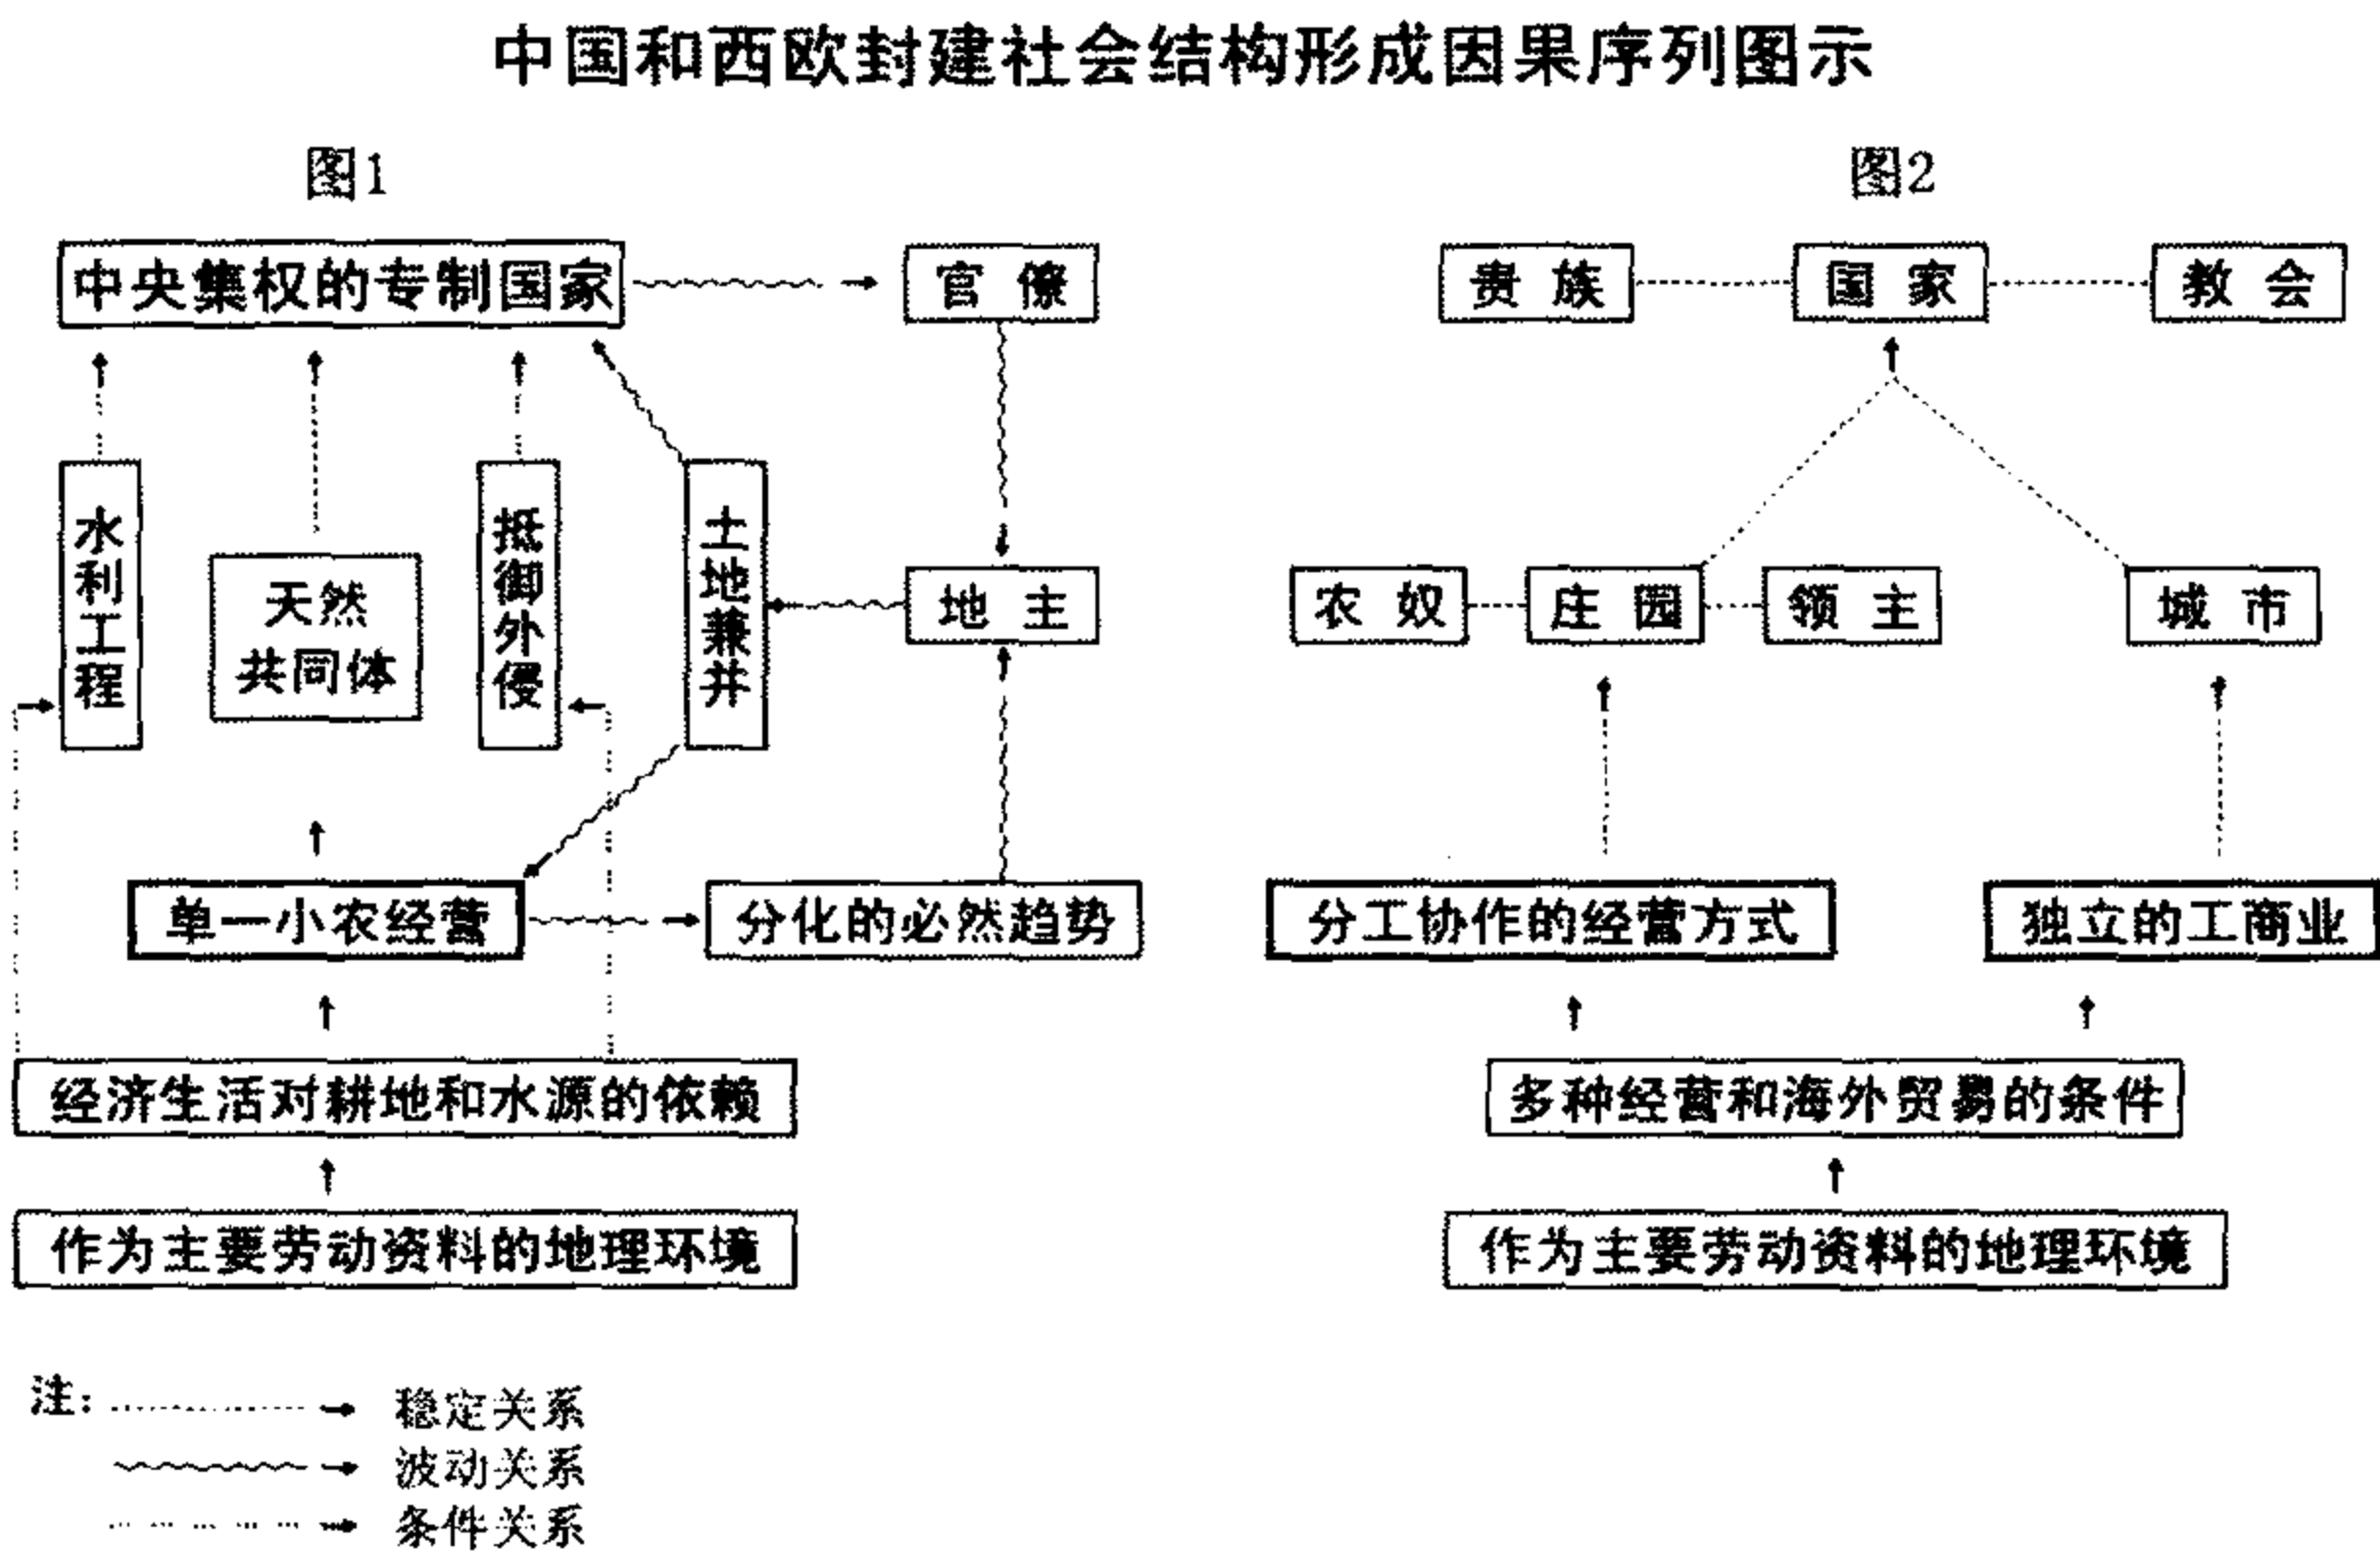 中国和西欧封建社会结构形成因果序列图示
图1
图2
中央集权的专制国家
官僚
贵族
国家
教会
水利工程
天然
共同体
抵御外侵
土地兼并
地主
农奴
庄园
领主
城市
单一小农经营
分化的必然趋势
分工协作的经营方式
独立的工商业
经济生活对耕地和水源的依赖
多种经营和海外贸易的条件
作为主要劳动资料的地理环境
作为主要劳动资料的地理环境
注:
稳定关系
波动关系
条件关系